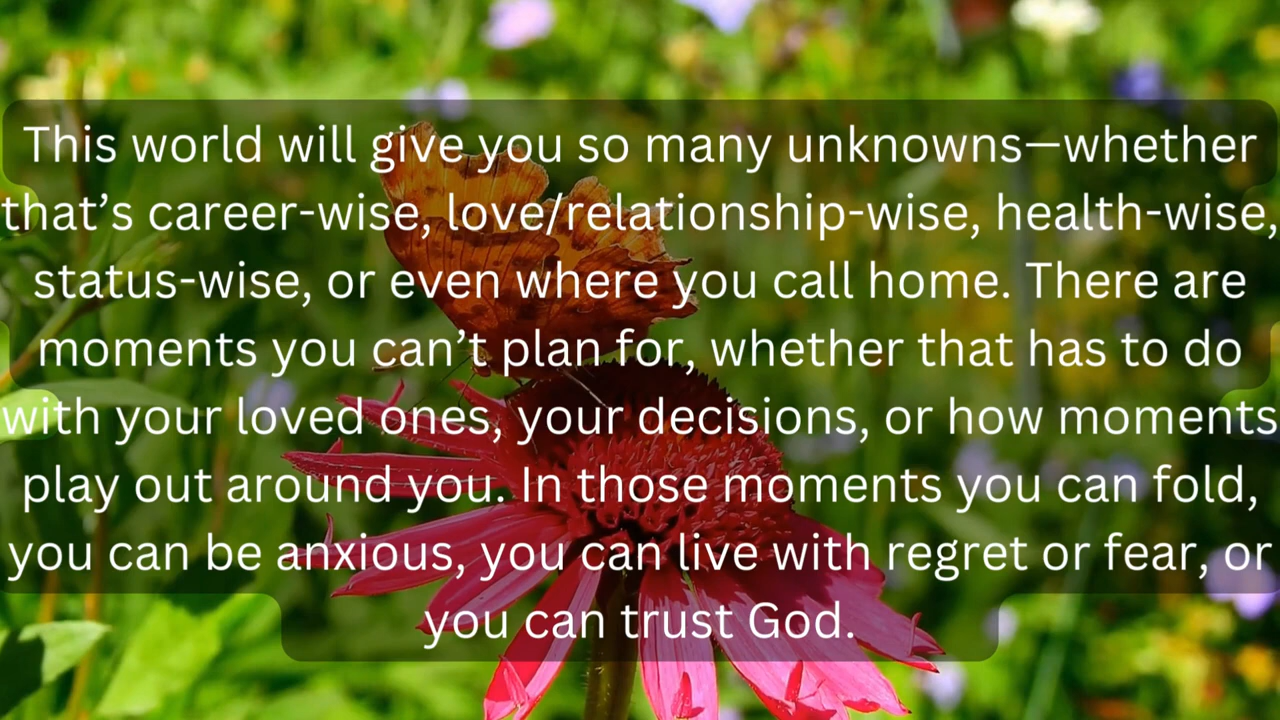 This world will give you so many unknowns—whether
that’s career-wise, love/relationship-wise, health-wise,
status-wise, or even where you call home. There are
moments you can’t plan for, whether that has to do
with your loved ones, your decisions, or how moments
play out around you. In those moments you can fold,
you can be anxious, you can live with regret or fear, or
you can trust God.